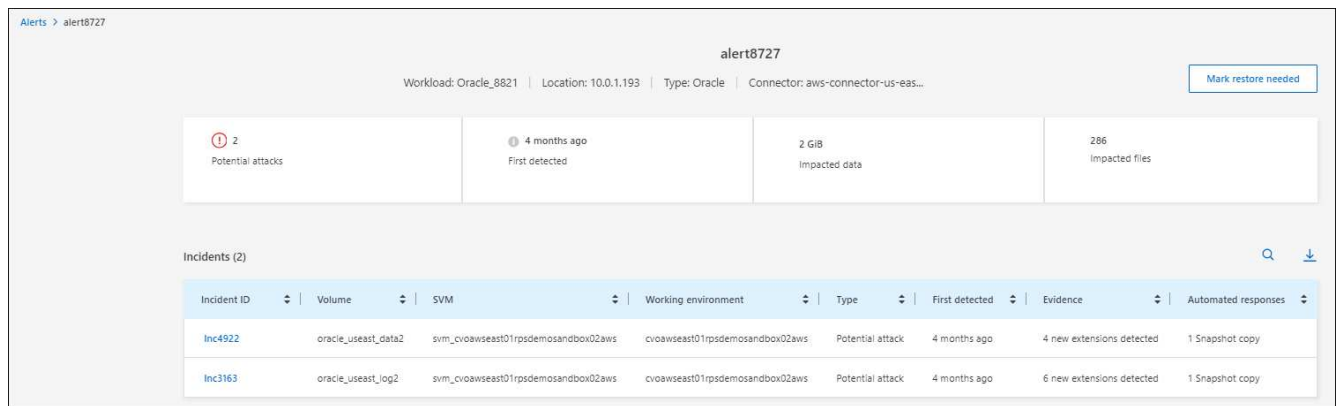 Alerts > alert8727
alert8727
Workload: Oracle_8821 | Location: 10.0.1.193 | Type: Oracle | Connector: aws-connector-us-eas...
Mark restore needed
2
Potential attacks
4 months ago
First detected
2 GiB
Impacted data
286
Impacted files
Incidents (2)
Incident ID Volume SVM Working environment Type First detected Evidence Automated responses
Inc4922 oracle_useast_data2 svm_cvoawseast01rpsdemosandbox02aws cvoawseast01rpsdemosandbox02aws Potential attack 4 months ago 4 new extensions detected 1 Snapshot copy
Inc3163 oracle_useast_log2 svm_cvoawseast01rpsdemosandbox02aws cvoawseast01rpsdemosandbox02aws Potential attack 4 months ago 6 new extensions detected 1 Snapshot copy